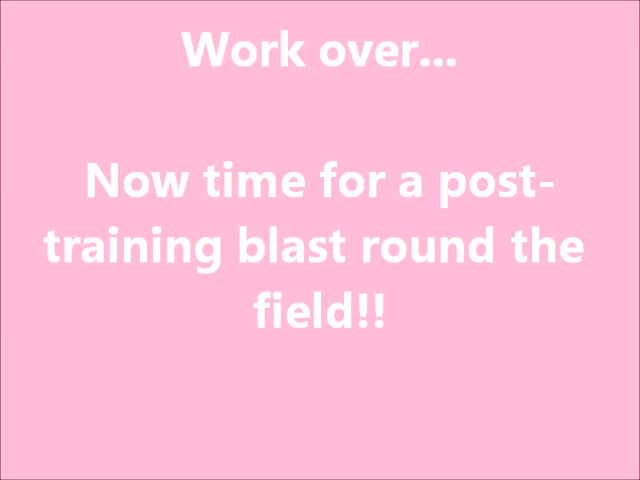 Work over...
Now time for a post-
training blast round the
field!!